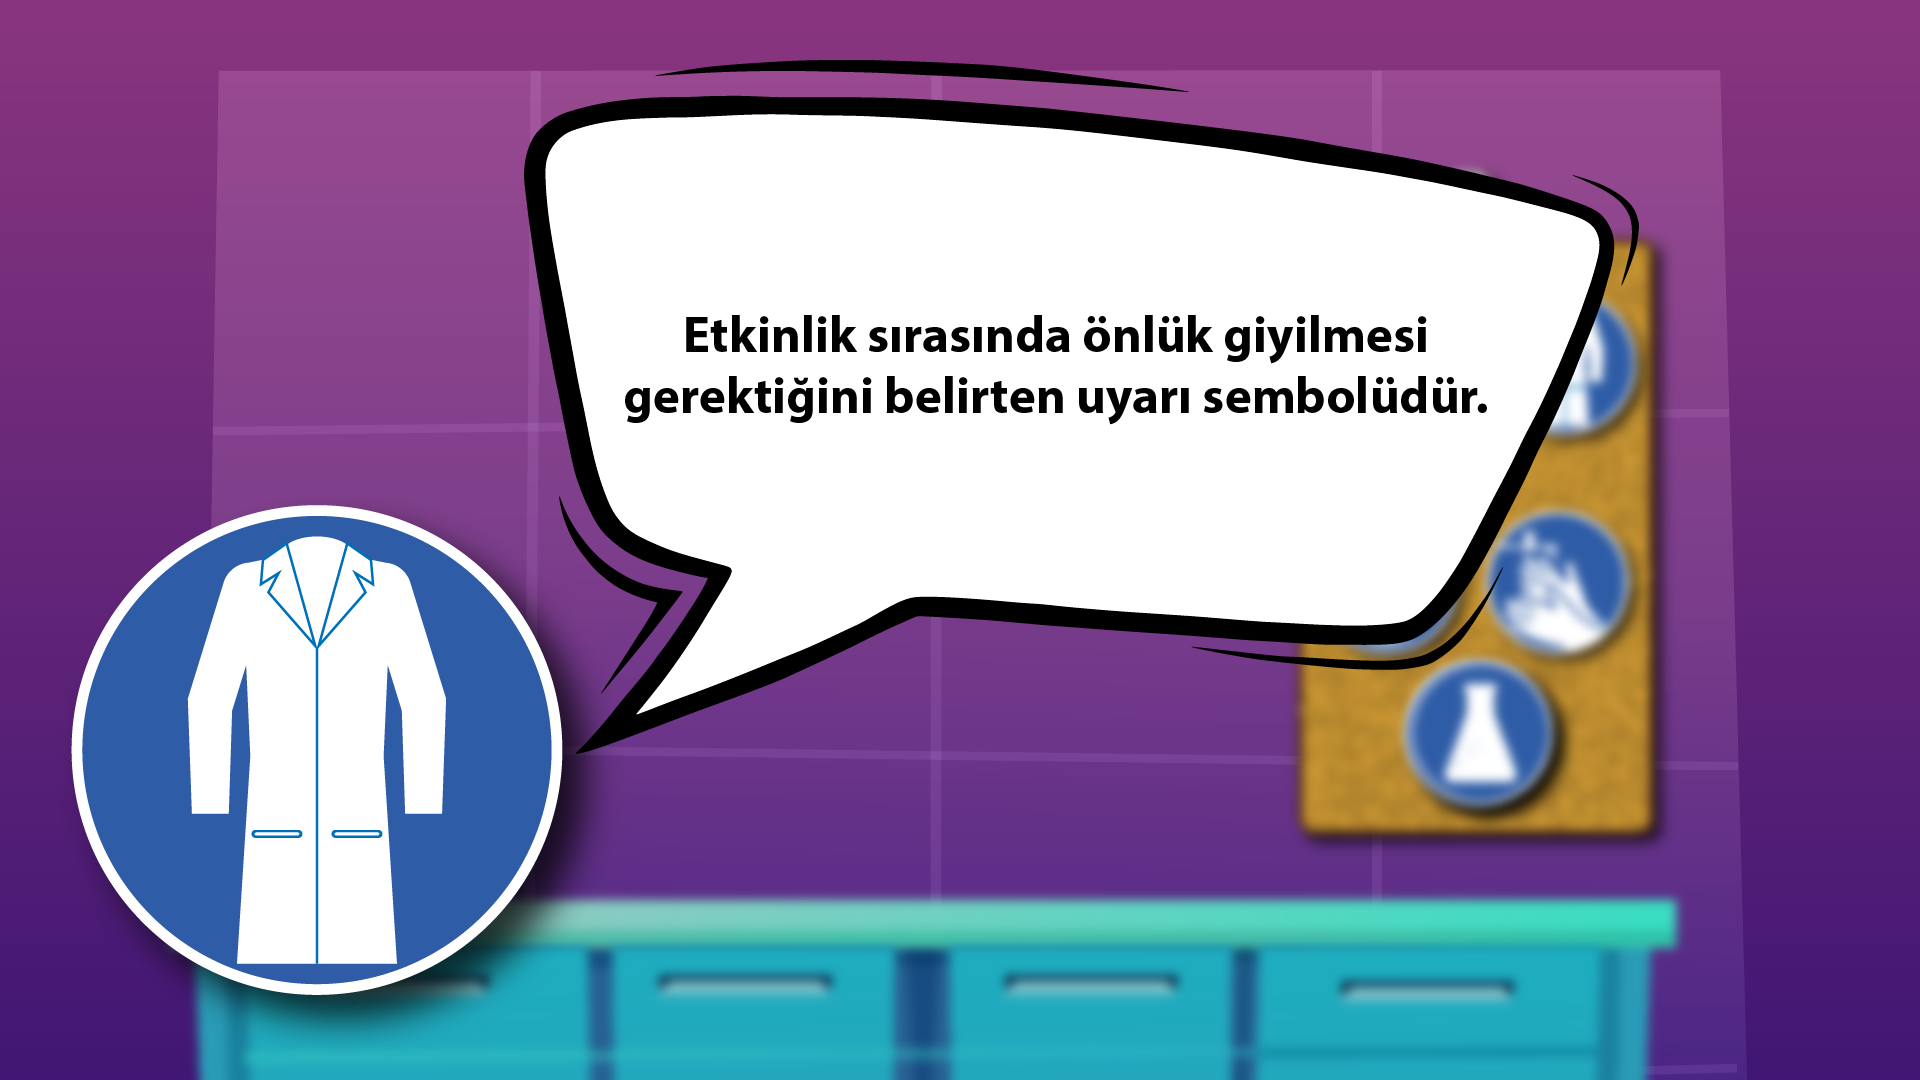 Etkinlik sırasında önlük giyilmesi
gerektiğini belirten uyarı sembolüdür.